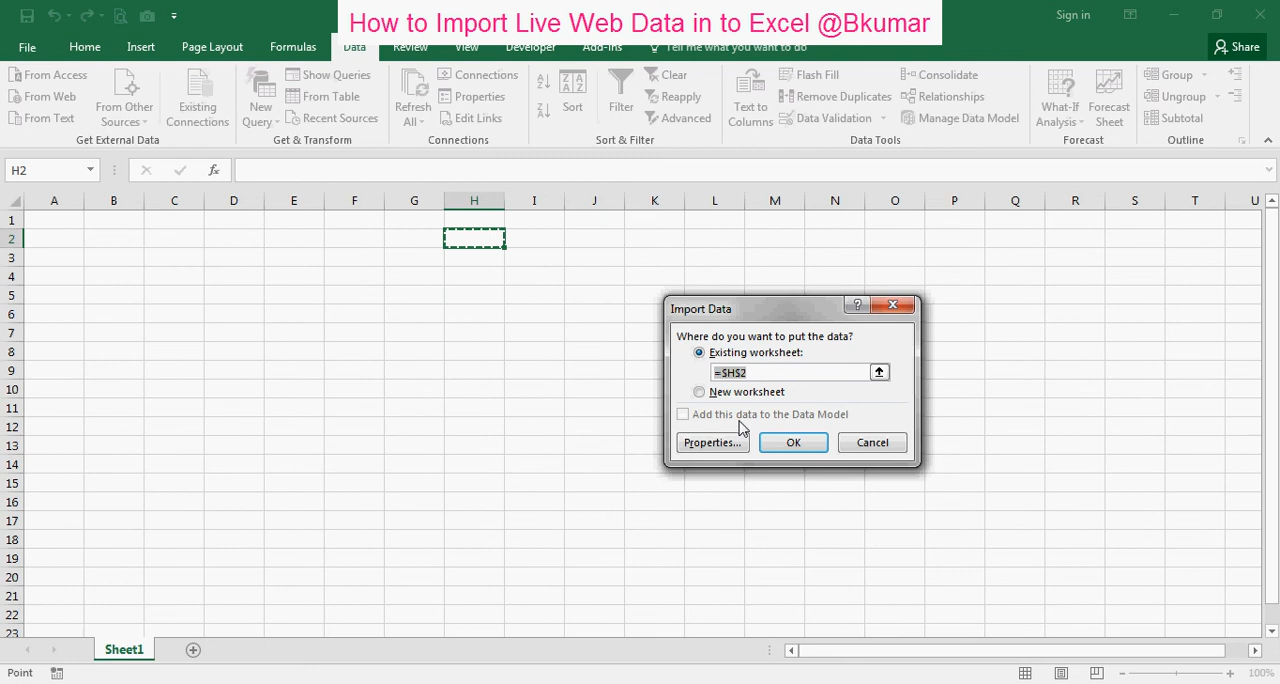 How to Import Live Web Data in to Excel @Bkumar
Sign in
File Home Insert Page Layout Formulas Data Review View Developer Add-ins Tell me what you want to do Share
From Access
From Web
From Text
From Other Sources
Existing Connections
Get External Data
New Query
Show Queries
From Table
Recent Sources
Get & Transform
Refresh All
Connections
Properties
Edit Links
Connections
Sort
Filter
Clear
Reapply
Advanced
Sort & Filter
Text to Columns
Flash Fill
Remove Duplicates
Data Validation
Consolidate
Relationships
Manage Data Model
Data Tools
What-If Analysis
Forecast Sheet
Forecast
Group
Ungroup
Subtotal
Outline
H2
fx
A B C D E F G H I J K L M N O P Q R S T U
1
2
3
4
5
6
7
8
9
10
11
12
13
14
15
16
17
18
19
20
21
22
23
Import Data
Where do you want to put the data?
Existing worksheet:
=$H$2
New worksheet
Add this data to the Data Model
Properties... OK Cancel
Sheet1
Point
100%